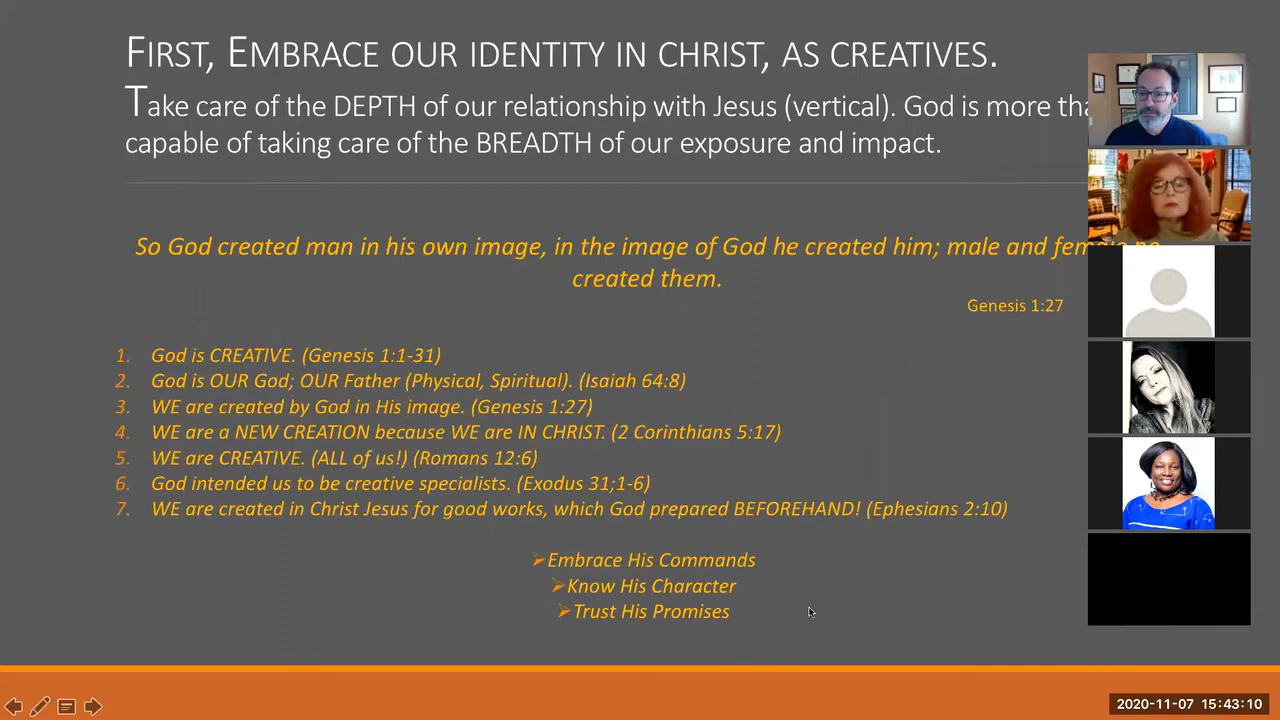 FIRST, EMBRACE OUR IDENTITY IN CHRIST, AS CREATIVES.
Take care of the DEPTH of our relationship with Jesus (vertical). God is more
capable of taking care of the BREADTH of our exposure and impact.
So God created man in his own image, in the image of God he created him; male and
created them.
Genesis 1:27
1. God is CREATIVE. (Genesis 1:1-31)
2. God is OUR God; OUR Father (Physical, Spiritual). (Isaiah 64:8)
3. WE are created by God in His image. (Genesis 1:27)
4. WE are a NEW CREATION because WE are IN CHRIST. (2 Corinthians 5:17)
5. WE are CREATIVE. (ALL of us!) (Romans 12:6)
6. God intended us to be creative specialists. (Exodus 31;1-6)
7. WE are created in Christ Jesus for good works, which God prepared BEFOREHAND! (Ephesians 2:10)
Embrace His Commands
Know His Character
Trust His Promises
2020-11-07 15:43:10